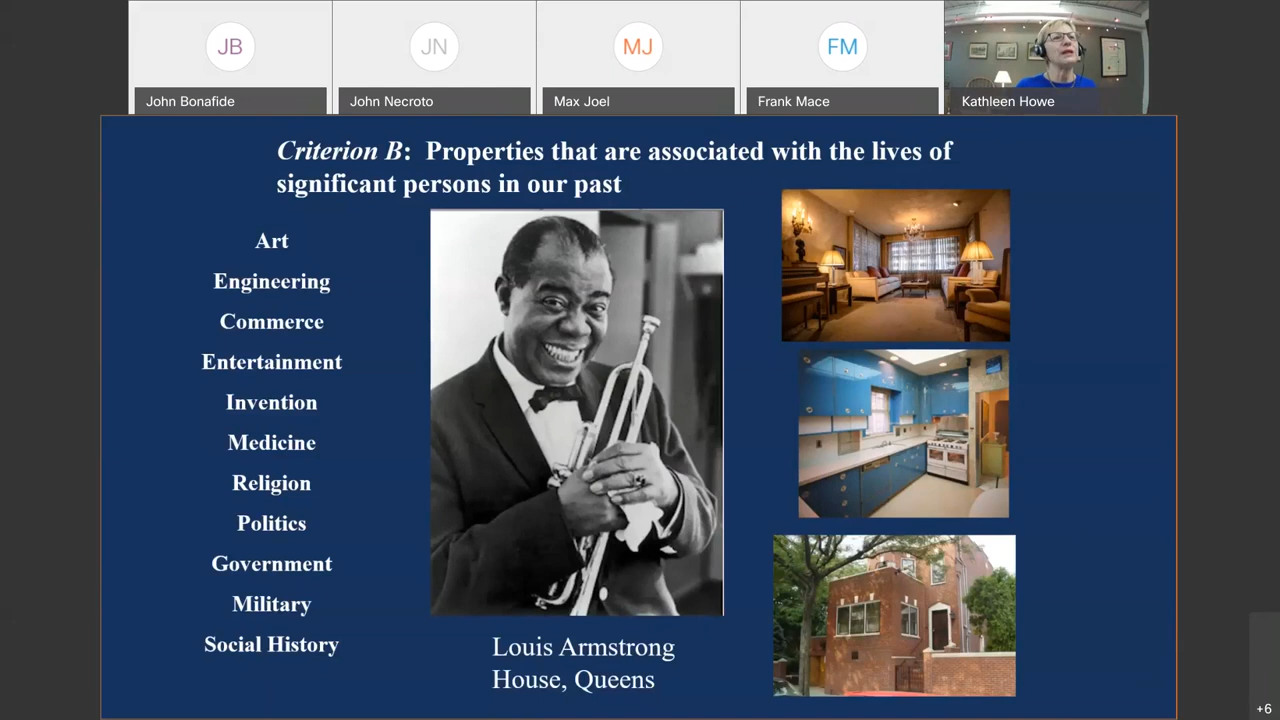 JB
JN
MJ
FM
John Bonafide
John Necroto
Max Joel
Frank Mace
Kathleen Howe
Criterion B:  Properties that are associated with the lives of
significant persons in our past
Art
Engineering
Commerce
Entertainment
Invention
Medicine
Religion
Politics
Government
Military
Social History
Louis Armstrong
House, Queens
+6